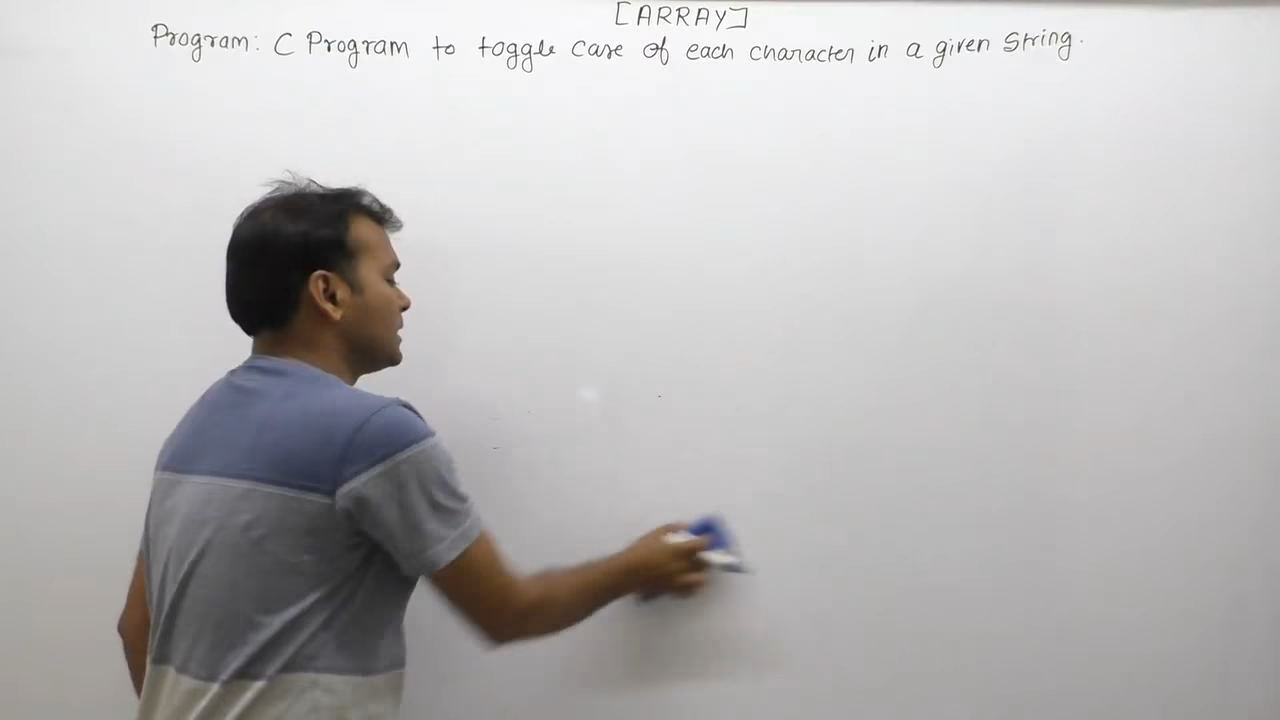 [ARRAY]
Program: C Program to toggle case of each character in a given String.